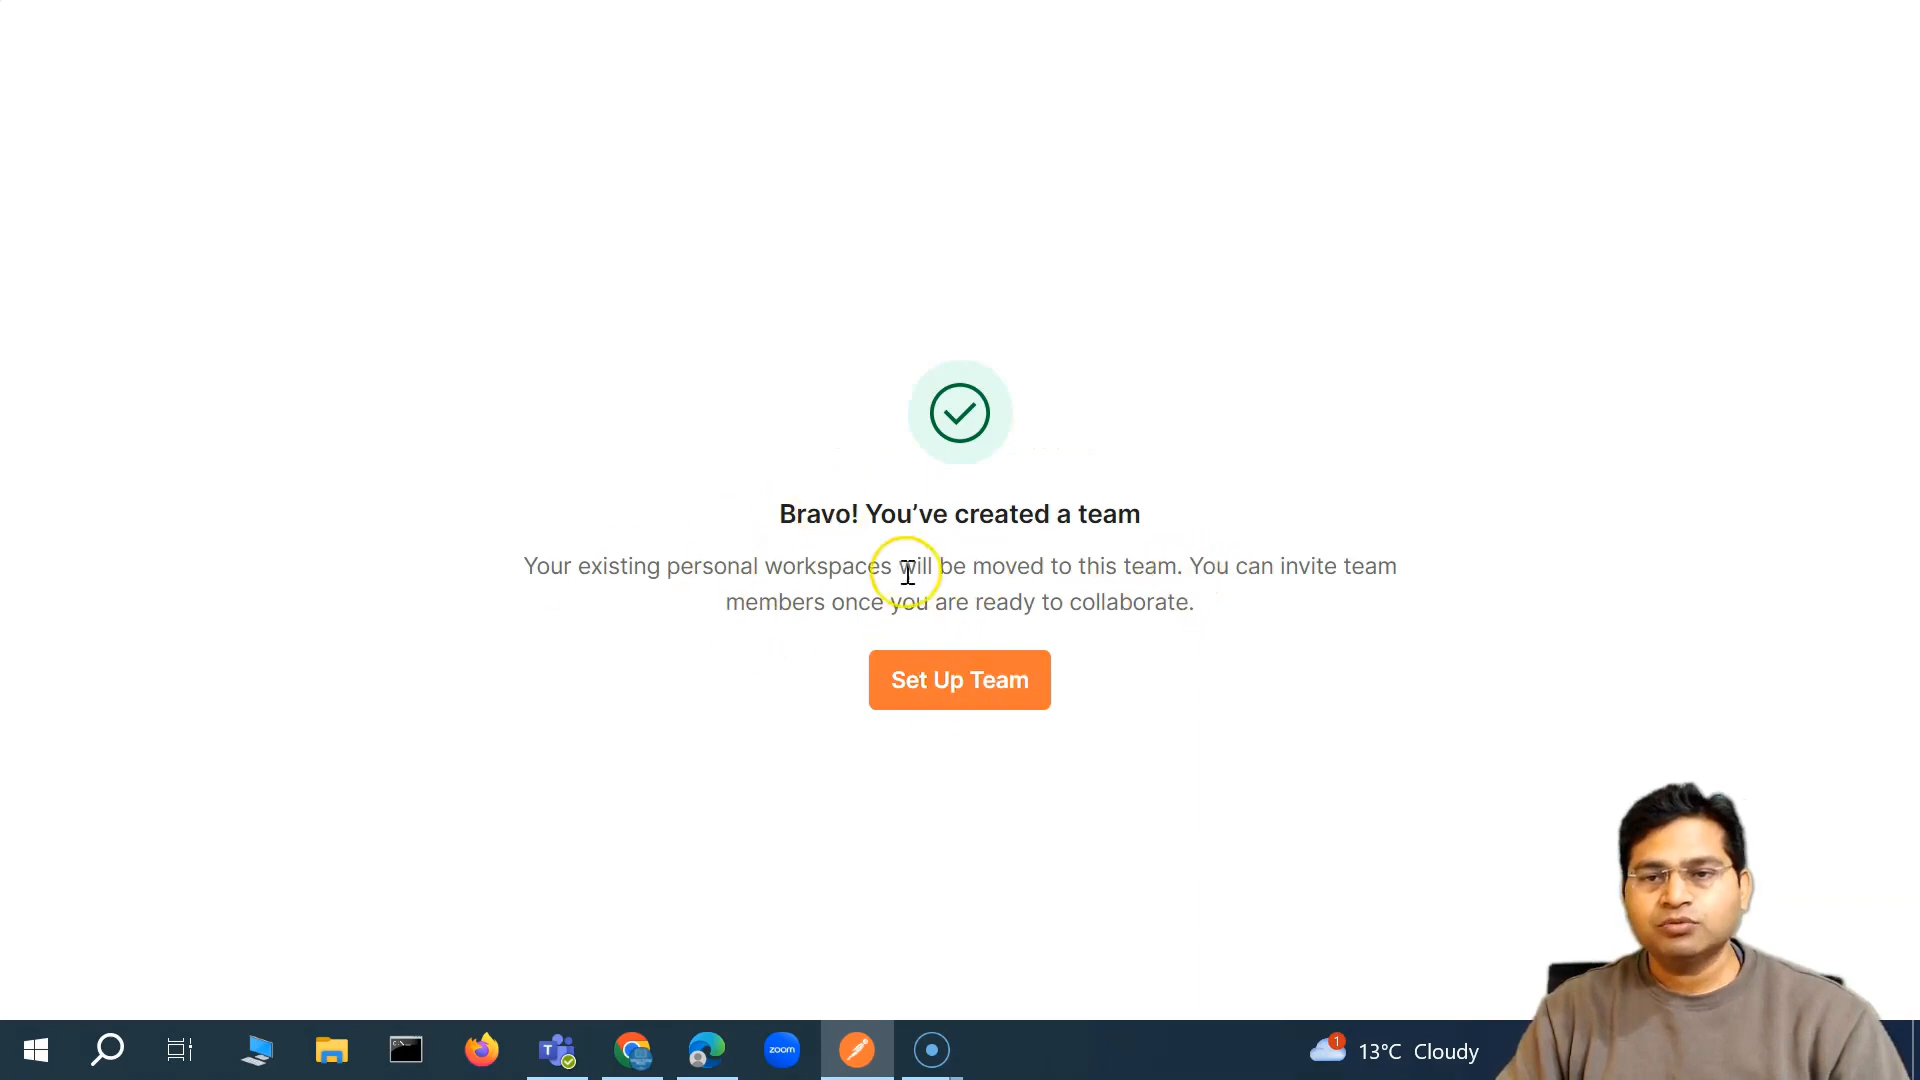 Bravo! You've created a team
Your existing personal workspaces will be moved to this team. You can invite team
members once you are ready to collaborate.
Set Up Team
zoom
1
13°C Cloudy